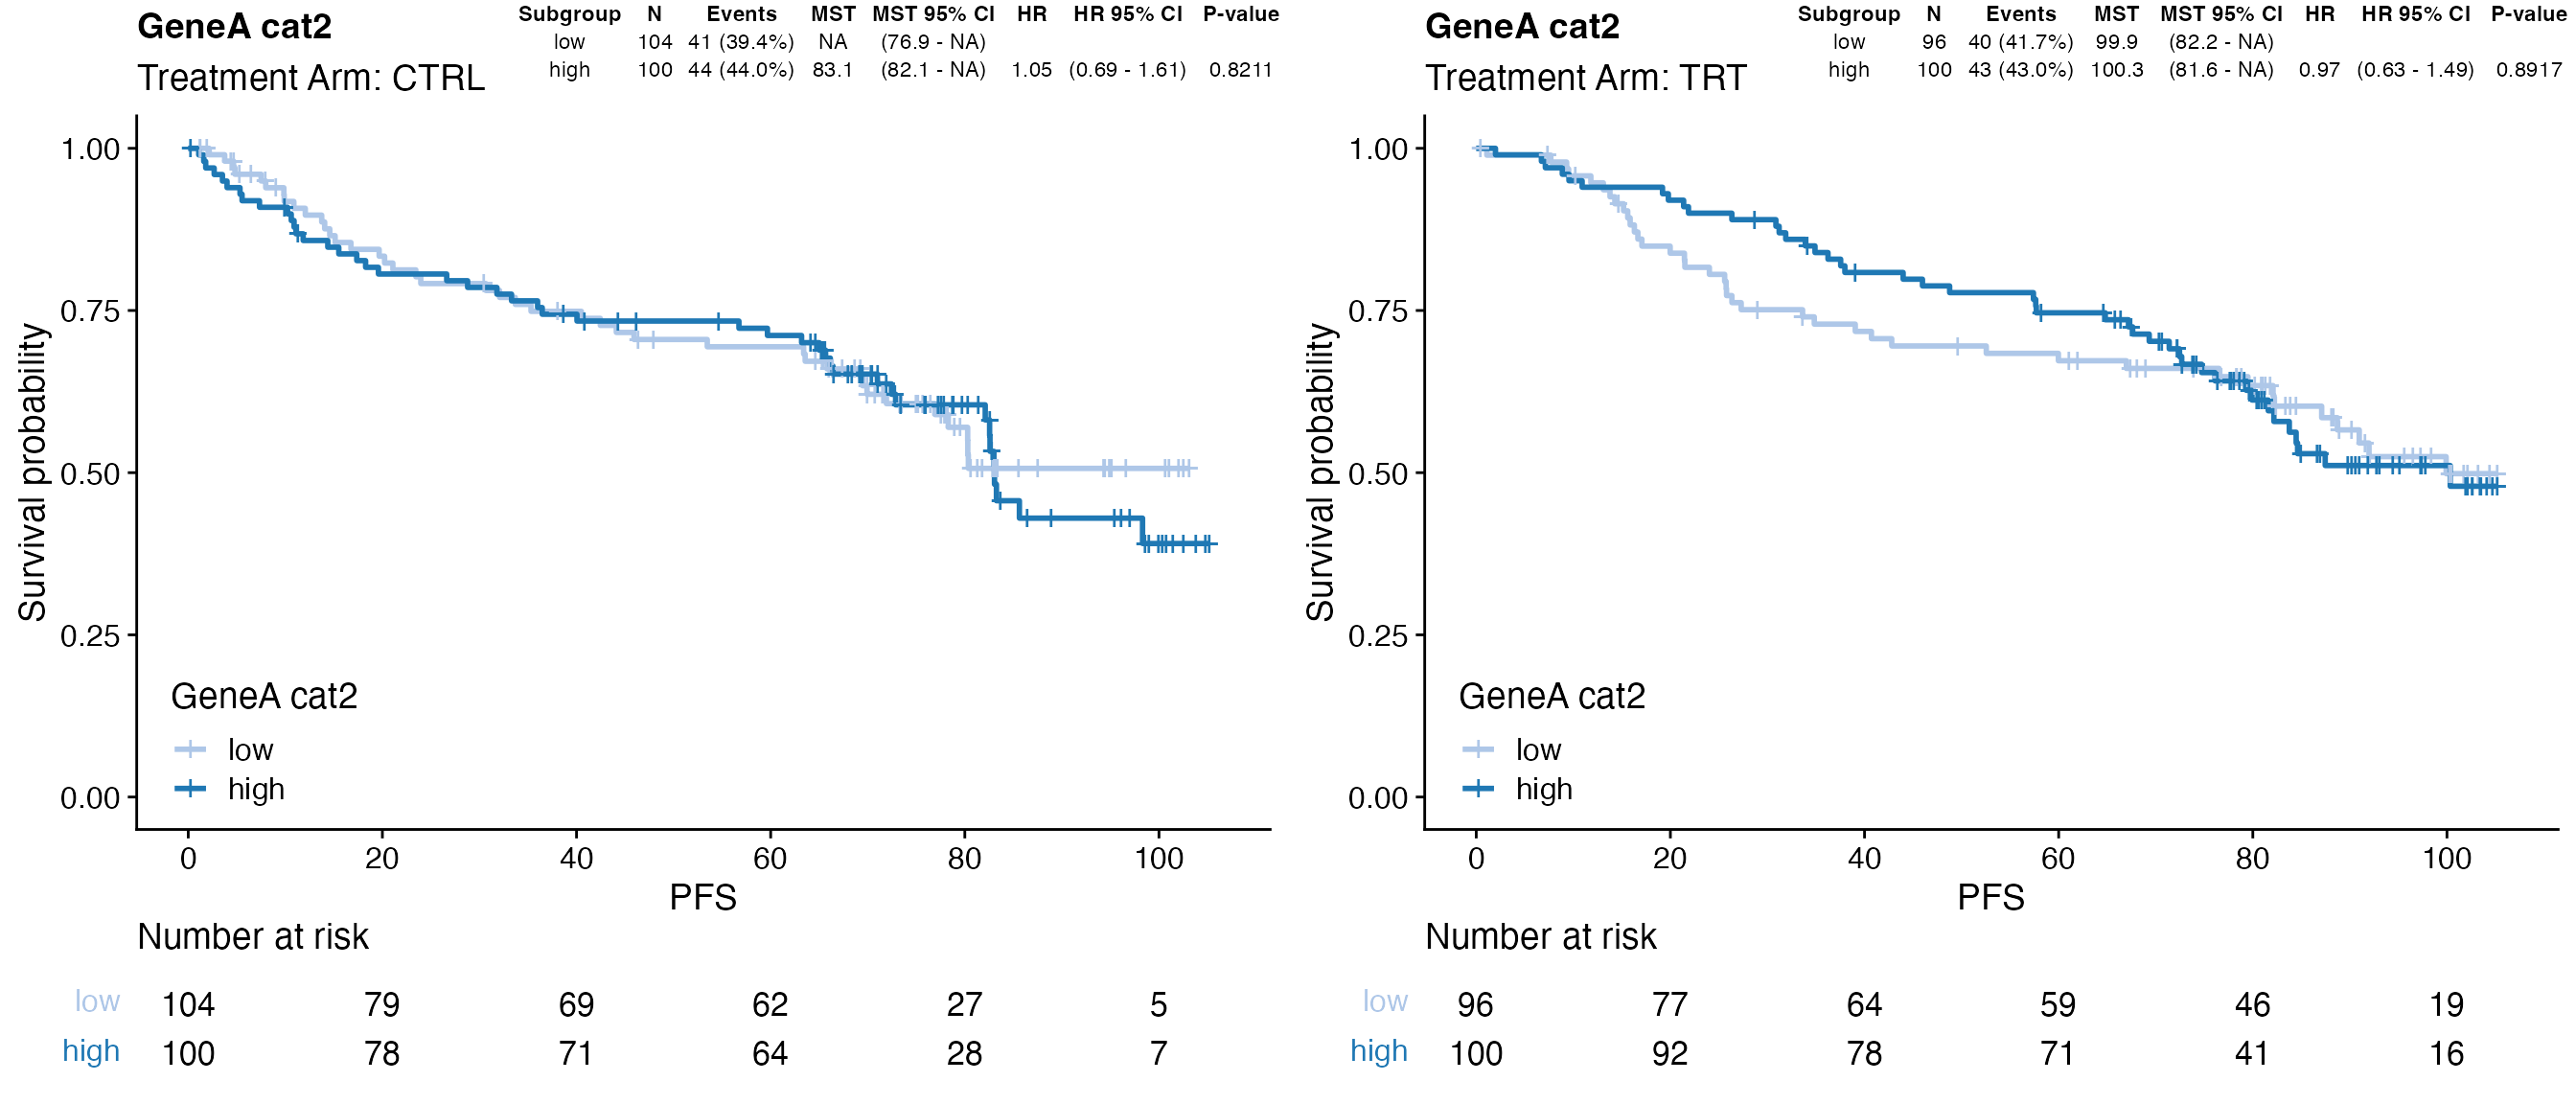 GeneA cat2
Treatment Arm: CTRL
Subgroup N Events MST MST 95% CI HR HR 95% CI P-value
low 104 41 (39.4%) NA (76.9 - NA)
high 100 44 (44.0%) 83.1 (82.1 - NA) 1.05 (0.69 - 1.61) 0.8211
Survival probability
1.00
0.75
0.50
0.25
0.00
GeneA cat2
low
high
0 20 40 60 80 100
PFS
Number at risk
low 104 79 69 62 27 5
high 100 78 71 64 28 7
GeneA cat2
Treatment Arm: TRT
Subgroup N Events MST MST 95% CI HR HR 95% CI P-value
low 96 40 (41.7%) 99.9 (82.2 - NA)
high 100 43 (43.0%) 100.3 (81.6 - NA) 0.97 (0.63 - 1.49) 0.8917
Survival probability
1.00
0.75
0.50
0.25
0.00
GeneA cat2
low
high
0 20 40 60 80 100
PFS
Number at risk
low 96 77 64 59 46 19
high 100 92 78 71 41 16